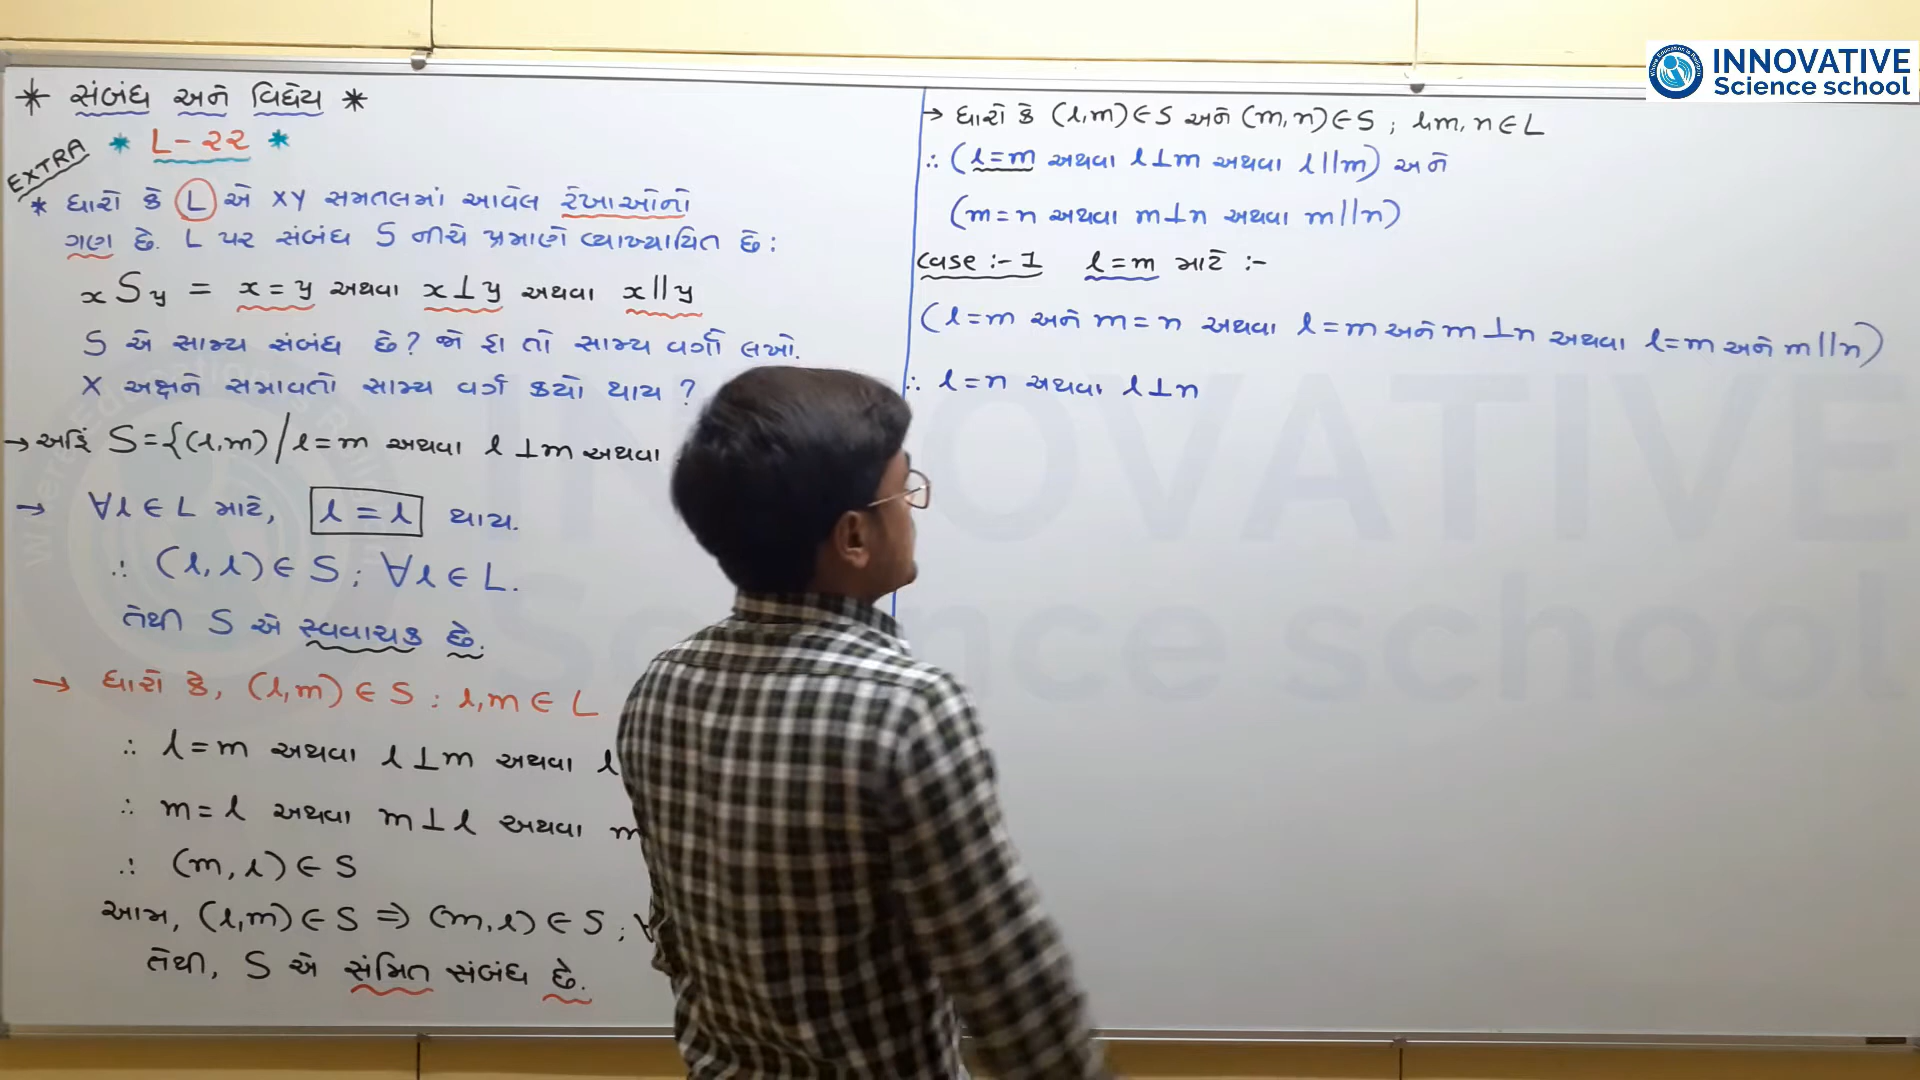 * સંબંધ અને વિધેય *
* L-૨૨ *
EXTRA
* ધારો કે L એ XY સમતલમાં આવેલ રેખાઓનો
ગણ છે. L પર સંબંધ S નીચે પ્રમાણે વ્યાખ્યાયિત છે:
xSy = x=y અથવા x⊥y અથવા x||y
S એ સામ્ય સંબંધ છે? જો હા તો સામ્ય વર્ગો લખો.
X અક્ષને સમાવતો સામ્ય વર્ગ કયો થાય?
→ અહિં S={(l,m)/l=m અથવા l⊥m અથવા
→ ∀l∈L માટે, l=l થાય.
∴ (l,l)∈S; ∀l∈L.
તેથી S એ સ્વવાચક છે.
→ ધારો કે, (l,m)∈S; l,m∈L
∴ l=m અથવા l⊥m અથવા l
∴ m=l અથવા m⊥l અથવા m
∴ (m,l)∈S
આમ, (l,m)∈S ⇒ (m,l)∈S; ∀
તેથી, S એ સંમિત સંબંધ છે.
→ ધારો કે (l,m)∈S અને (m,n)∈S; l,m,n∈L
∴ (l=m અથવા l⊥m અથવા l||m) અને
(m=n અથવા m⊥n અથવા m||n)
Case :- 1 l=m માટે :-
(l=m અને m=n અથવા l=m અને m⊥n અથવા l=m અને m||n)
∴ l=n અથવા l⊥n
INNOVATIVE
Science school